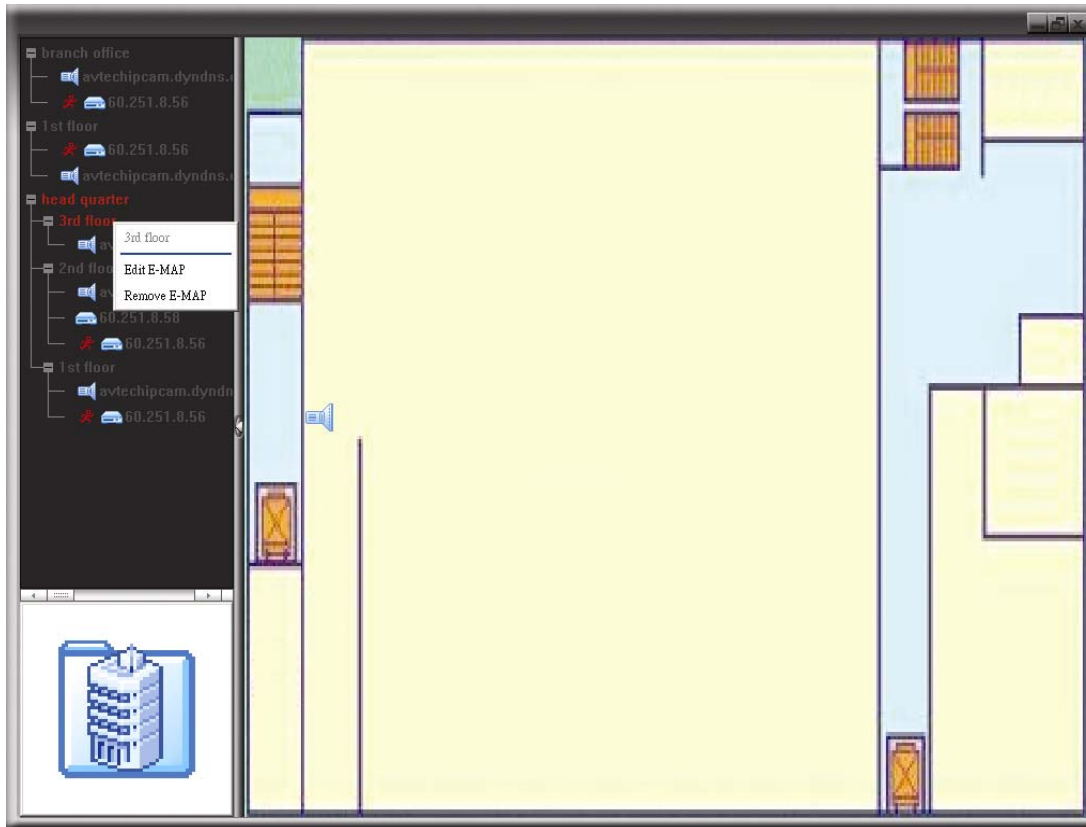 branch office
avtechipcam.dyndns.
60.251.8.56
1st floor
60.251.8.56
avtechipcam.dyndns.
head quarter
3rd floor
3rd floor
av
Edit E-MAP
2nd floo
av
Remove E-MAP
60.251.8.58
60.251.8.56
1st floor
avtechipcam.dyndn
60.251.8.56